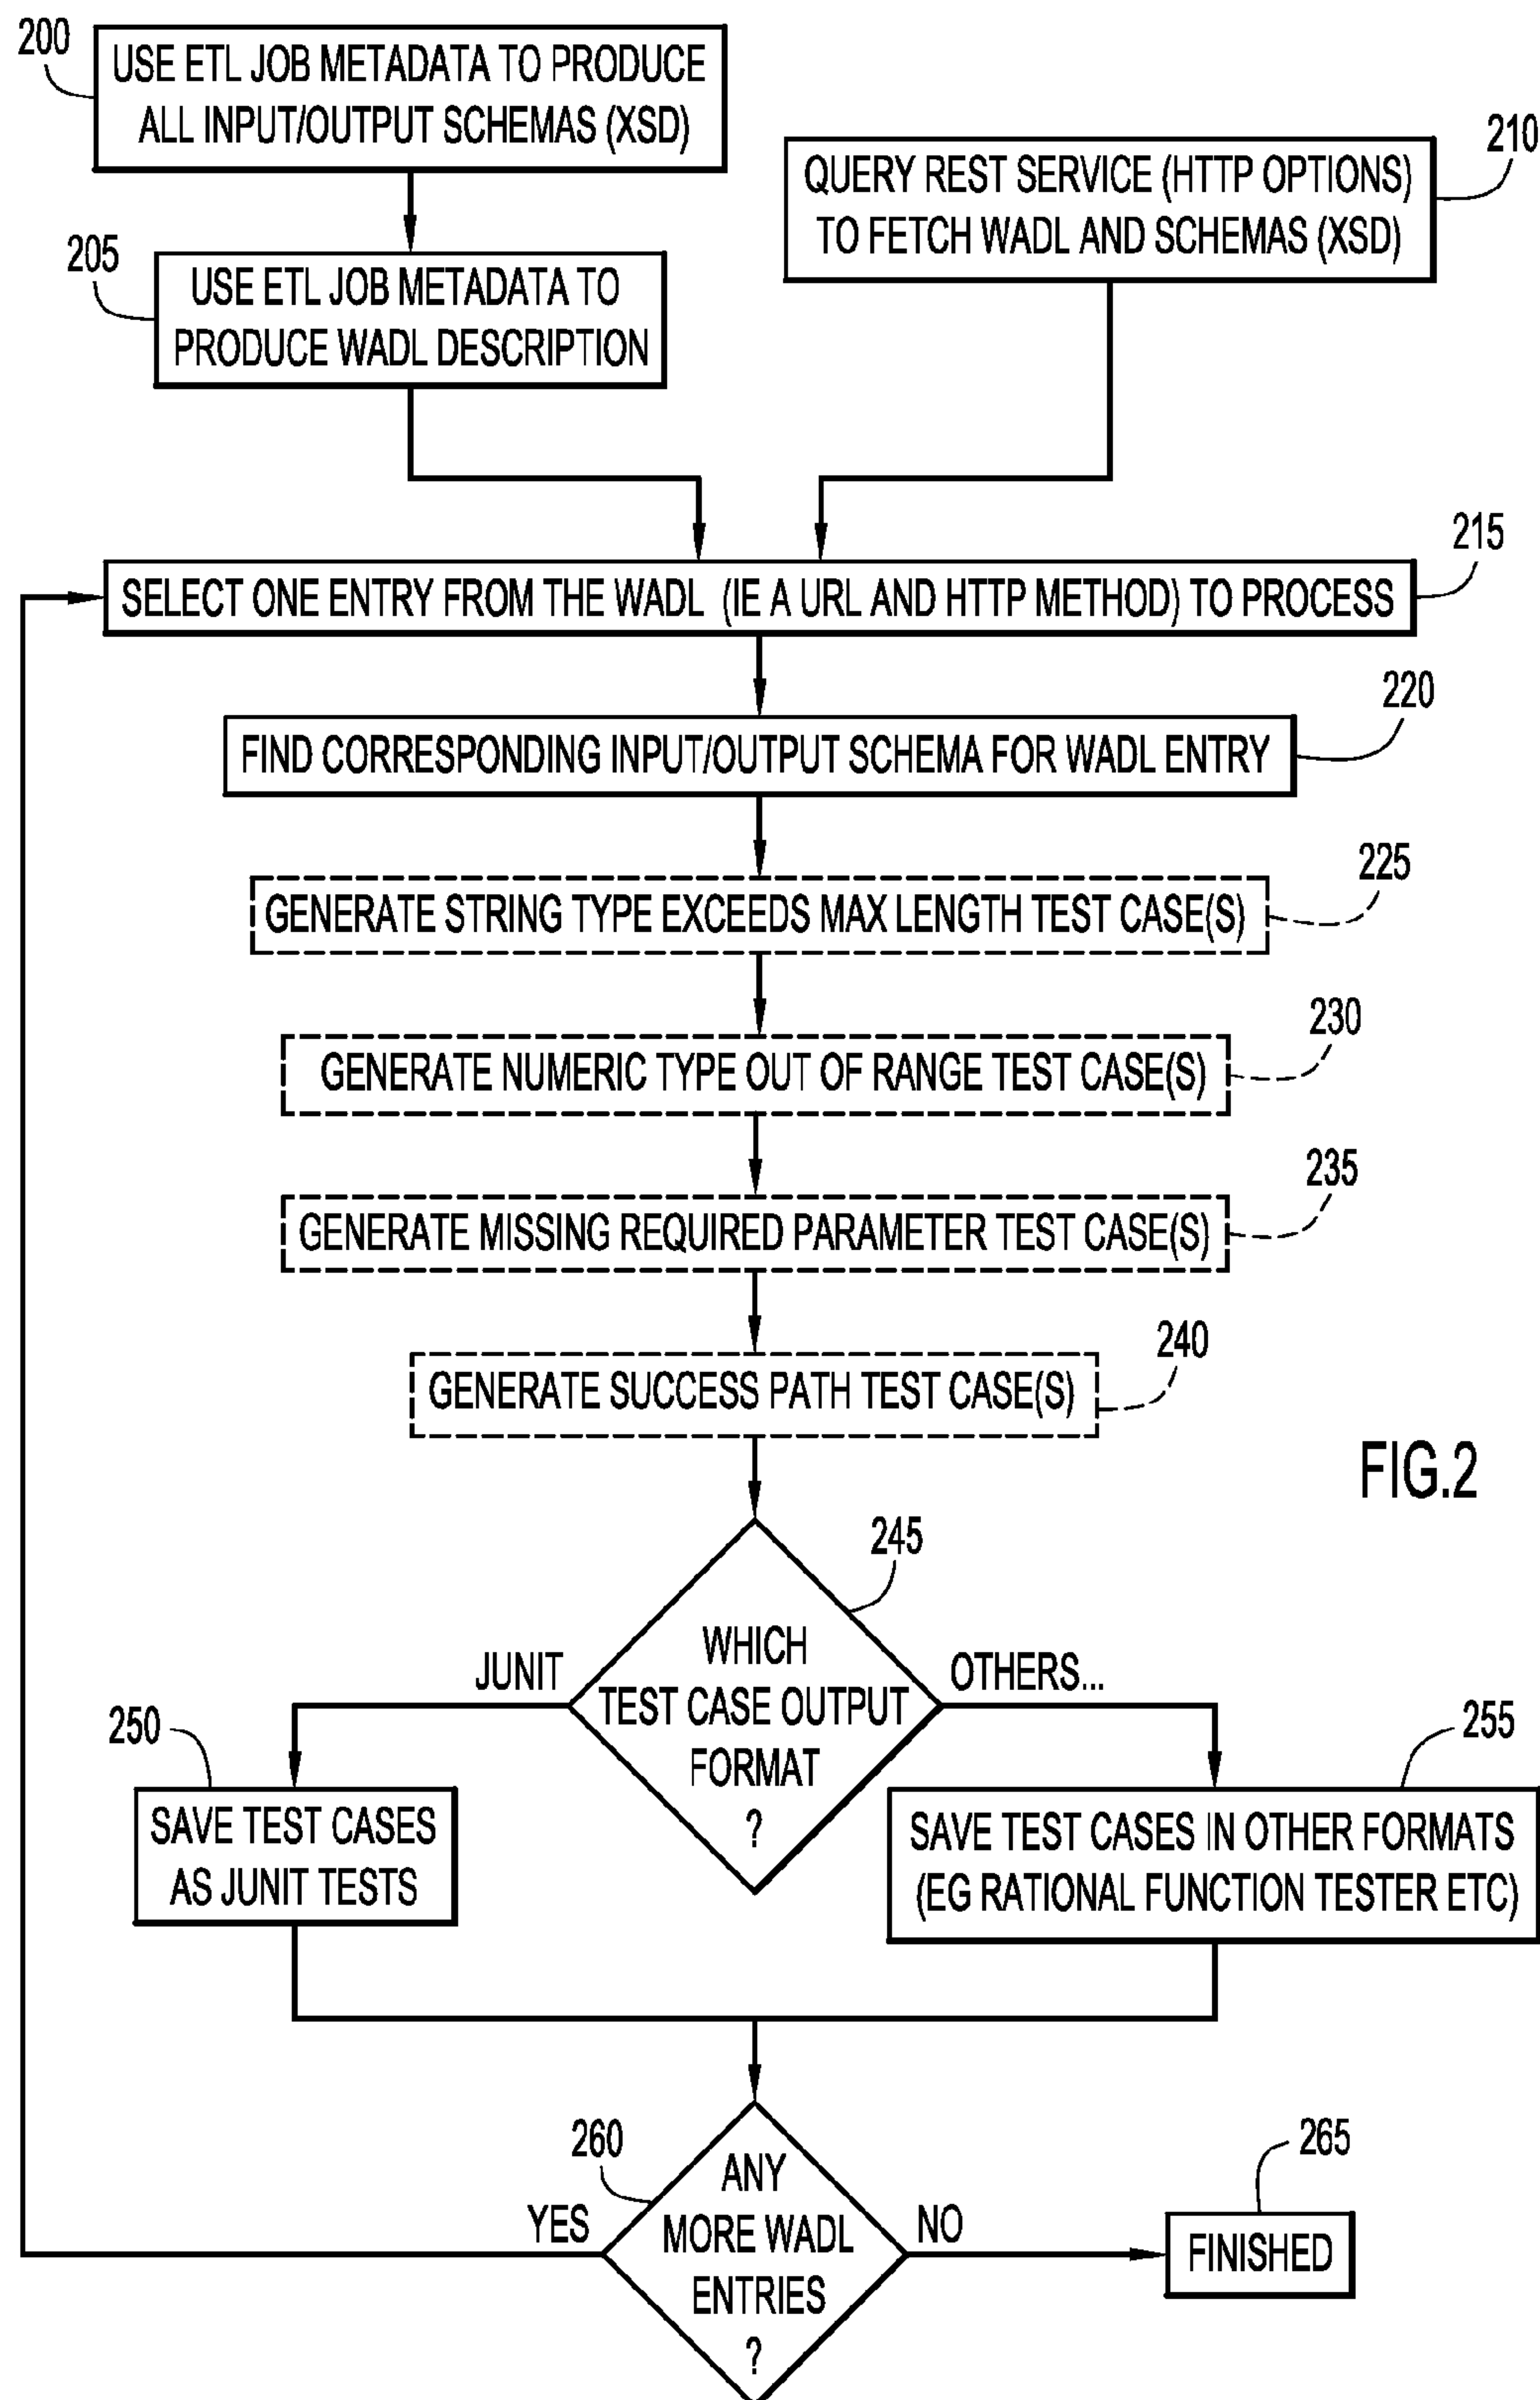 200
USE ETL JOB METADATA TO PRODUCE
ALL INPUT/OUTPUT SCHEMAS (XSD)
210
QUERY REST SERVICE (HTTP OPTIONS)
TO FETCH WADL AND SCHEMAS (XSD)
205
USE ETL JOB METADATA TO
PRODUCE WADL DESCRIPTION
215
SELECT ONE ENTRY FROM THE WADL (IE A URL AND HTTP METHOD) TO PROCESS
220
FIND CORRESPONDING INPUT/OUTPUT SCHEMA FOR WADL ENTRY
225
GENERATE STRING TYPE EXCEEDS MAX LENGTH TEST CASE(S)
230
GENERATE NUMERIC TYPE OUT OF RANGE TEST CASE(S)
235
GENERATE MISSING REQUIRED PARAMETER TEST CASE(S)
240
GENERATE SUCCESS PATH TEST CASE(S)
FIG.2
245
WHICH
TEST CASE OUTPUT
FORMAT
?
JUNIT
OTHERS...
250
SAVE TEST CASES
AS JUNIT TESTS
255
SAVE TEST CASES IN OTHER FORMATS
(EG RATIONAL FUNCTION TESTER ETC)
260
ANY
MORE WADL
ENTRIES
?
YES
NO
265
FINISHED